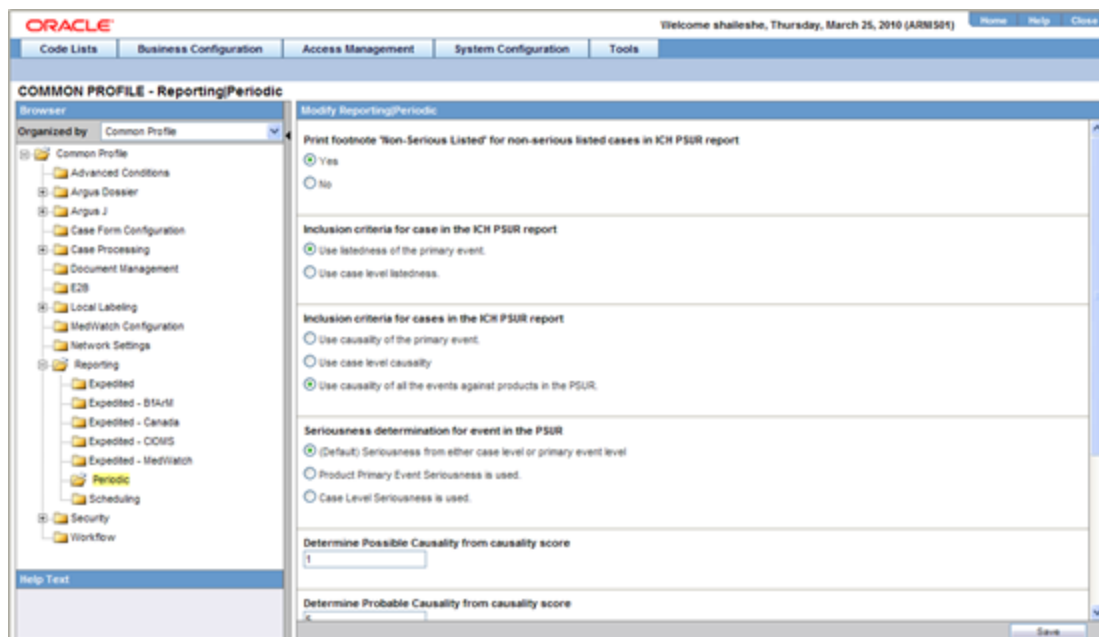 ORACLE
Welcome shaileshe, Thursday, March 25, 2010 (ARNIS01)
Home Help Close
Code Lists Business Configuration Access Management System Configuration Tools
COMMON PROFILE - Reporting|Periodic
Browser
Organized by Common Profile
Common Profile
Advanced Conditions
Argus Dossier
Argus J
Case Form Configuration
Case Processing
Document Management
E2B
Local Labeling
MedWatch Configuration
Network Settings
Reporting
Expedited
Expedited - BfArM
Expedited - Canada
Expedited - CIOMS
Expedited - MedWatch
Periodic
Scheduling
Security
Workflow
Help Text
Modify Reporting|Periodic
Print footnote 'Non-Serious Listed' for non-serious listed cases in ICH PSUR report
Yes
No
Inclusion criteria for case in the ICH PSUR report
Use listedness of the primary event.
Use case level listedness.
Inclusion criteria for cases in the ICH PSUR report
Use causality of the primary event.
Use case level causality
Use causality of all the events against products in the PSUR.
Seriousness determination for event in the PSUR
(Default) Seriousness from either case level or primary event level
Product Primary Event Seriousness is used.
Case Level Seriousness is used.
Determine Possible Causality from causality score
1
Determine Probable Causality from causality score
Save